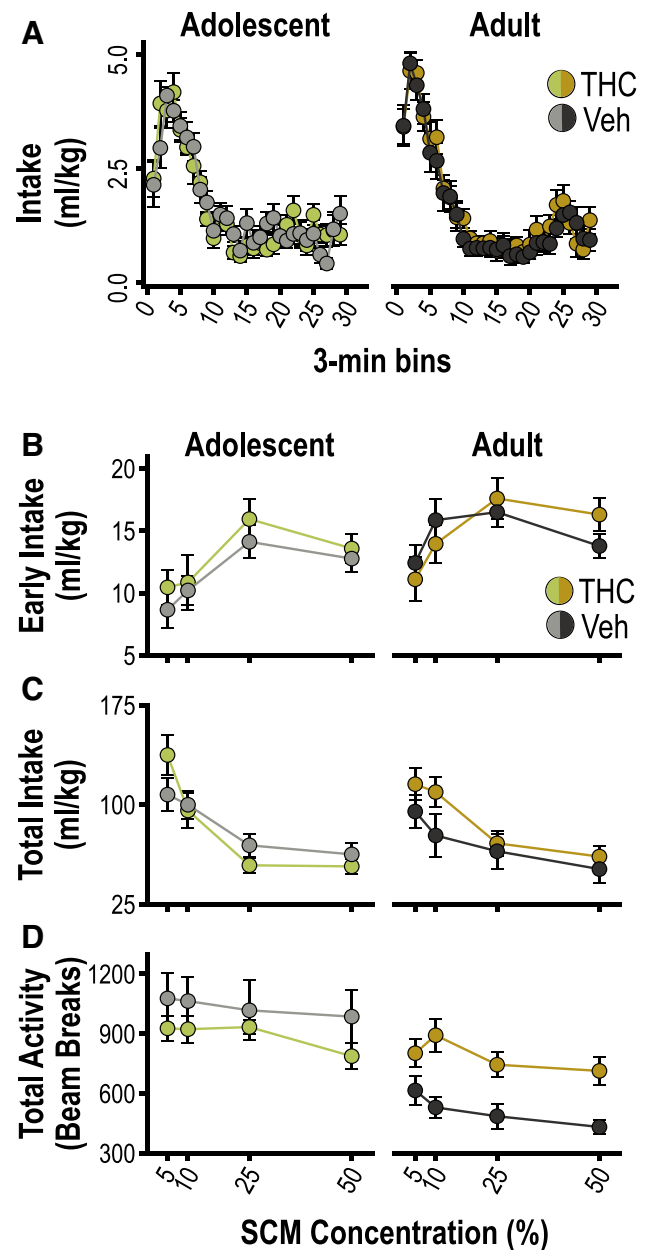 A
Adolescent
Adult
Intake
(ml/kg)
5.0
2.5
0.0
THC
Veh
0 5 10 15 20 25 30
0 5 10 15 20 25 30
3-min bins
B
Adolescent
Adult
Early Intake
(ml/kg)
20
15
10
5
THC
Veh
C
Total Intake
(ml/kg)
175
100
25
D
Total Activity
(Beam Breaks)
1200
900
600
300
5 10 25 50
5 10 25 50
SCM Concentration (%)